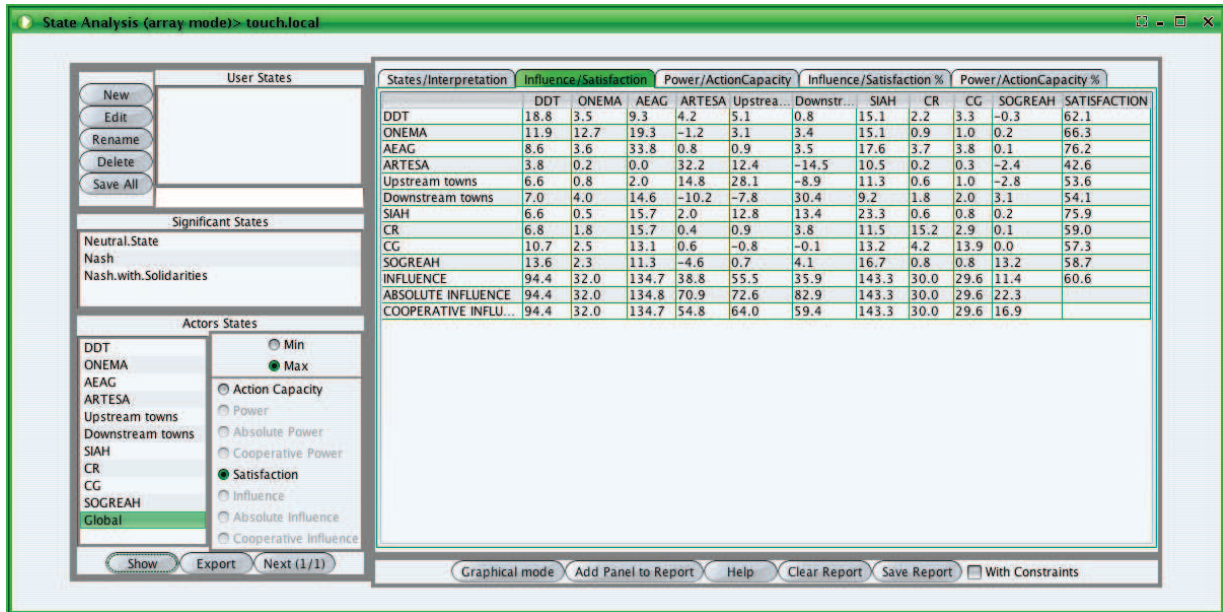 State Analysis (array mode)> touch.local
User States
New
Edit
Rename
Delete
Save All
Significant States
Neutral.State
Nash
Nash.with.Solidarities
Actors States
DDT
ONEMA
AEAG
ARTESA
Upstream towns
Downstream towns
SIAH
CR
CG
SOGREAH
Global
Min
Max
Action Capacity
Power
Absolute Power
Cooperative Power
Satisfaction
Influence
Absolute Influence
Cooperative Influence
Show Export Next (1/1)
States/Interpretation Influence/Satisfaction Power/ActionCapacity Influence/Satisfaction % Power/ActionCapacity %
DDT ONEMA AEAG ARTESA Upstrea... Downstr... SIAH CR CG SOGREAH SATISFACTION
DDT 18.8 3.5 9.3 4.2 5.1 0.8 15.1 2.2 3.3 −0.3 62.1
ONEMA 11.9 12.7 19.3 −1.2 3.1 3.4 15.1 0.9 1.0 0.2 66.3
AEAG 8.6 3.6 33.8 0.8 0.9 3.5 17.6 3.7 3.8 0.1 76.2
ARTESA 3.8 0.2 0.0 32.2 12.4 −14.5 10.5 0.2 0.3 −2.4 42.6
Upstream towns 6.6 0.8 2.0 14.8 28.1 −8.9 11.3 0.6 1.0 −2.8 53.6
Downstream towns 7.0 4.0 14.6 −10.2 −7.8 30.4 9.2 1.8 2.0 3.1 54.1
SIAH 6.6 0.5 15.7 2.0 12.8 13.4 23.3 0.6 0.8 0.2 75.9
CR 6.8 1.8 15.7 0.4 0.9 3.8 11.5 15.2 2.9 0.1 59.0
CG 10.7 2.5 13.1 0.6 −0.8 −0.1 13.2 4.2 13.9 0.0 57.3
SOGREAH 13.6 2.3 11.3 −4.6 0.7 4.1 16.7 0.8 0.8 13.2 58.7
INFLUENCE 94.4 32.0 134.7 38.8 55.5 35.9 143.3 30.0 29.6 11.4 60.6
ABSOLUTE INFLUENCE 94.4 32.0 134.8 70.9 72.6 82.9 143.3 30.0 29.6 22.3
COOPERATIVE INFLU... 94.4 32.0 134.7 54.8 64.0 59.4 143.3 30.0 29.6 16.9
Graphical mode Add Panel to Report Help Clear Report Save Report With Constraints